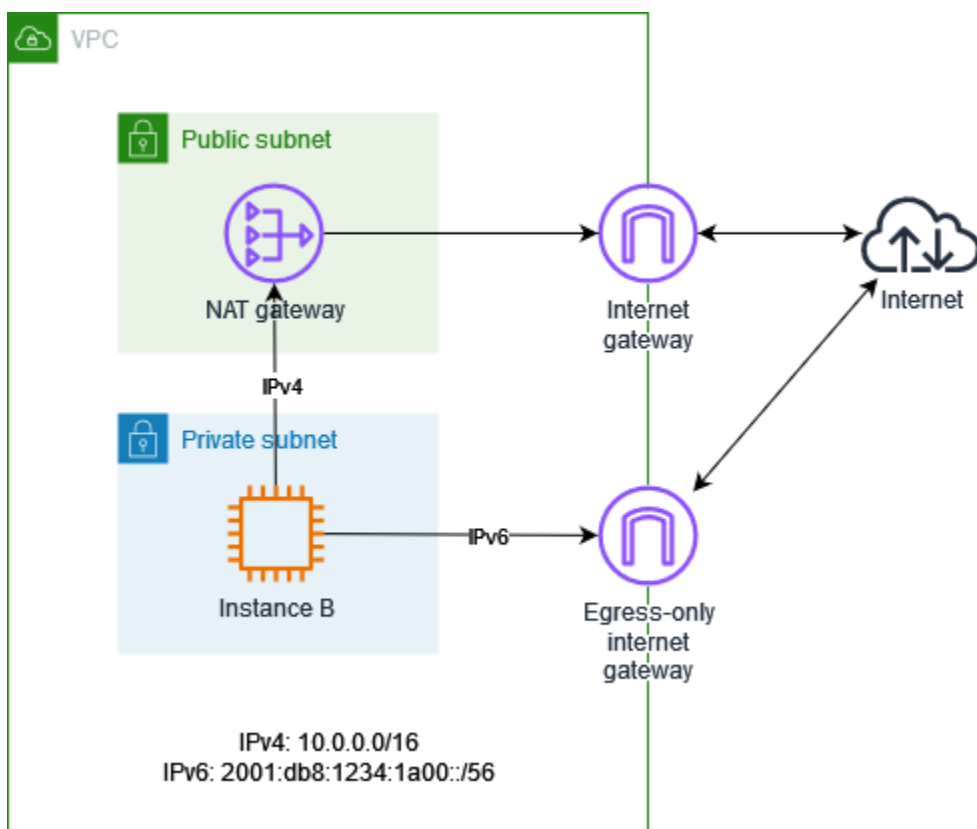 VPC
Public subnet
NAT gateway
Internet
gateway
Internet
IPv4
Private subnet
IPv6
Instance B
Egress-only
internet
gateway
IPv4: 10.0.0.0/16
IPv6: 2001:db8:1234:1a00::/56